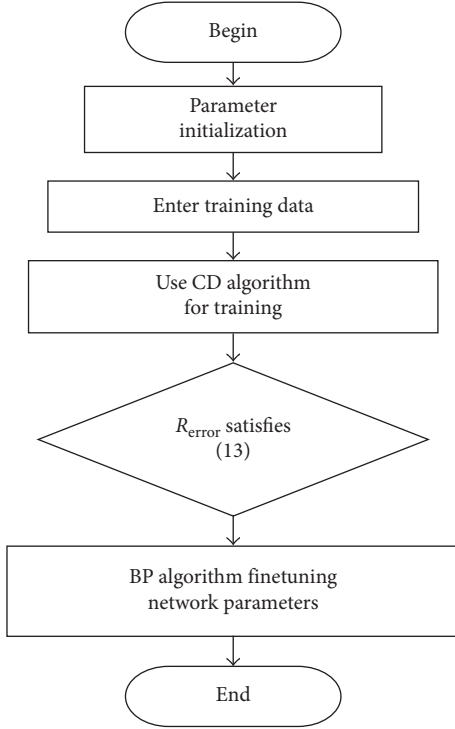 Begin
Parameter
initialization
Enter training data
Use CD algorithm
for training
R_error satisfies
(13)
BP algorithm finetuning
network parameters
End